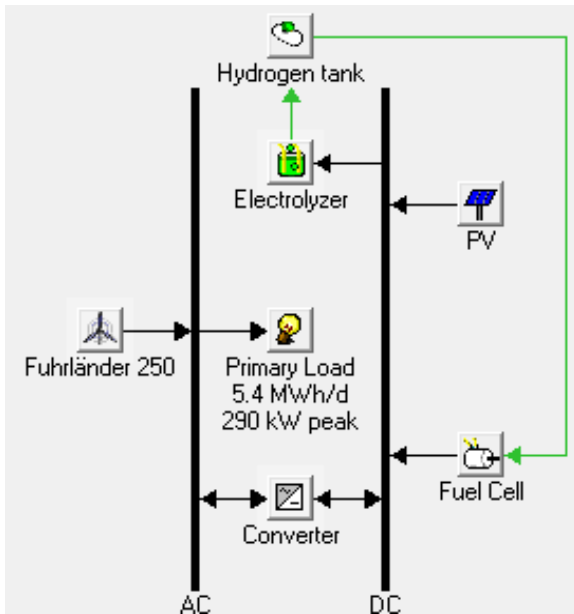 Hydrogen tank
Electrolyzer
PV
Fuhrländer 250
Primary Load
5.4 MWh/d
290 kW peak
Fuel Cell
Converter
AC
DC